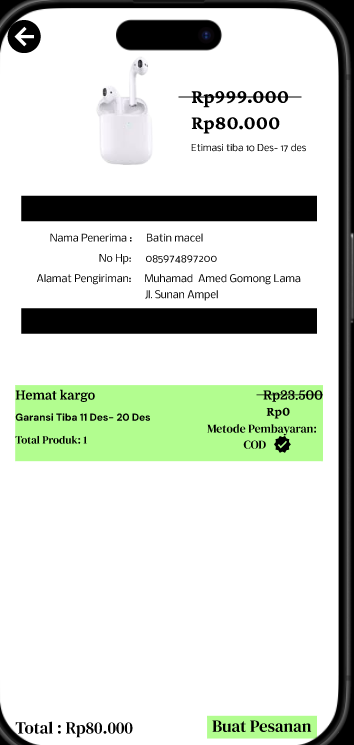 Rp999.000
Rp80.000
Etimasi tiba 10 Des- 17 des
Nama Penerima : Batin macel
No Hp: 085974897200
Alamat Pengiriman: Muhamad Amed Gomong Lama
Jl. Sunan Ampel
Hemat kargo Rp23.500
Rp0
Garansi Tiba 11 Des- 20 Des
Metode Pembayaran:
Total Produk: 1
COD
Total : Rp80.000 Buat Pesanan